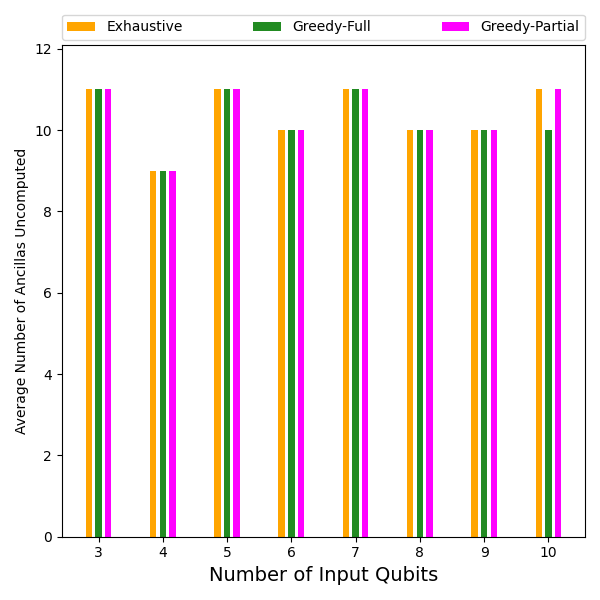 Exhaustive Greedy-Full Greedy-Partial
12
10
8
6
4
2
0
Average Number of Ancillas Uncomputed
3 4 5 6 7 8 9 10
Number of Input Qubits